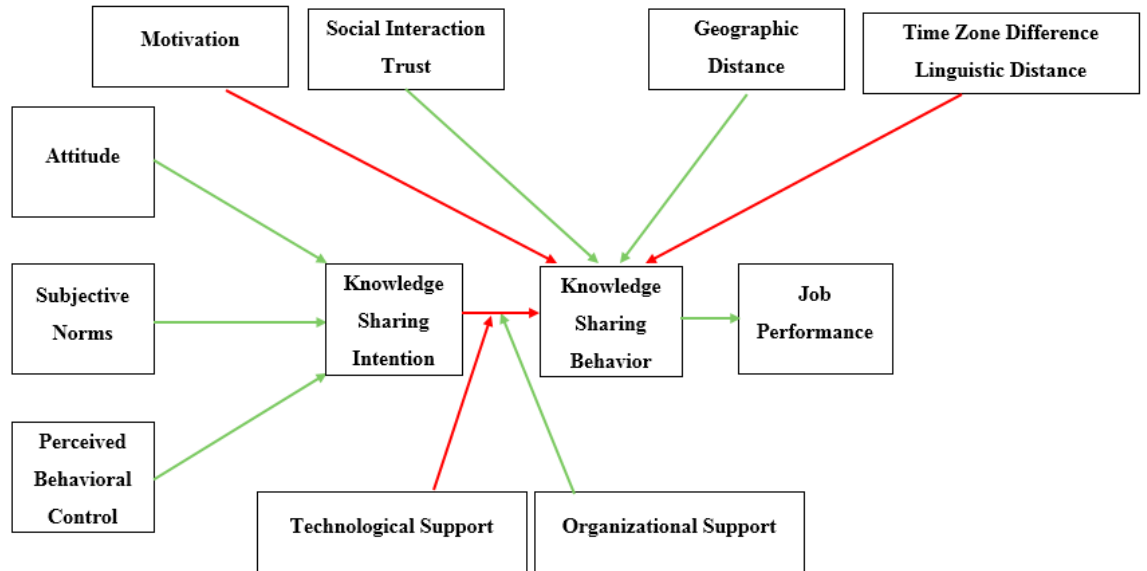 Motivation
Social Interaction
Trust
Geographic
Distance
Time Zone Difference
Linguistic Distance
Attitude
Subjective
Norms
Knowledge
Sharing
Intention
Knowledge
Sharing
Behavior
Job
Performance
Perceived
Behavioral
Control
Technological Support
Organizational Support